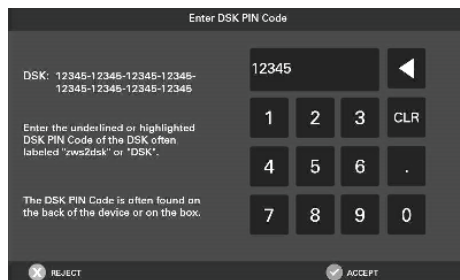 Enter DSK PIN Code
DSK: 12345-12345-12345-12345-
12345-12345-12345-12345
Enter the underlined or highlighted
DSK PIN Code of the DSK often
labeled "zws2dsk" or "DSK".
The DSK PIN Code is often found on
the back of the device or on the box.
12345
1 2 3 CLR
4 5 6 .
7 8 9 0
X REJECT
ACCEPT